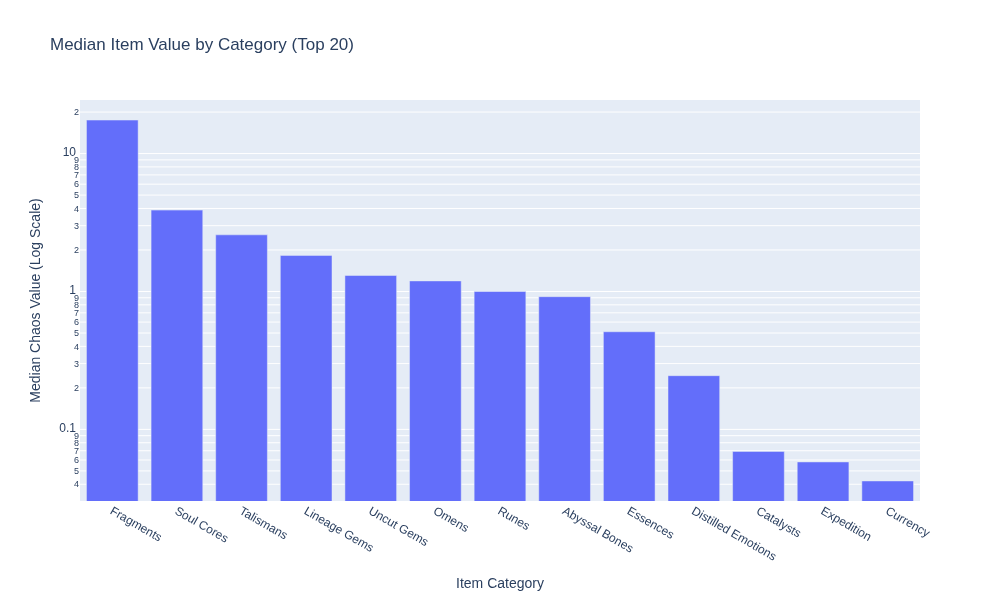 Median Item Value by Category (Top 20)
Median Chaos Value (Log Scale)
2
10
9
8
7
6
5
4
3
2
1
9
8
7
6
5
4
3
2
0.1
9
8
7
6
5
4
Fragments
Soul Cores
Talismans
Lineage Gems
Uncut Gems
Omens
Runes
Abyssal Bones
Essences
Distilled Emotions
Catalysts
Expedition
Currency
Item Category